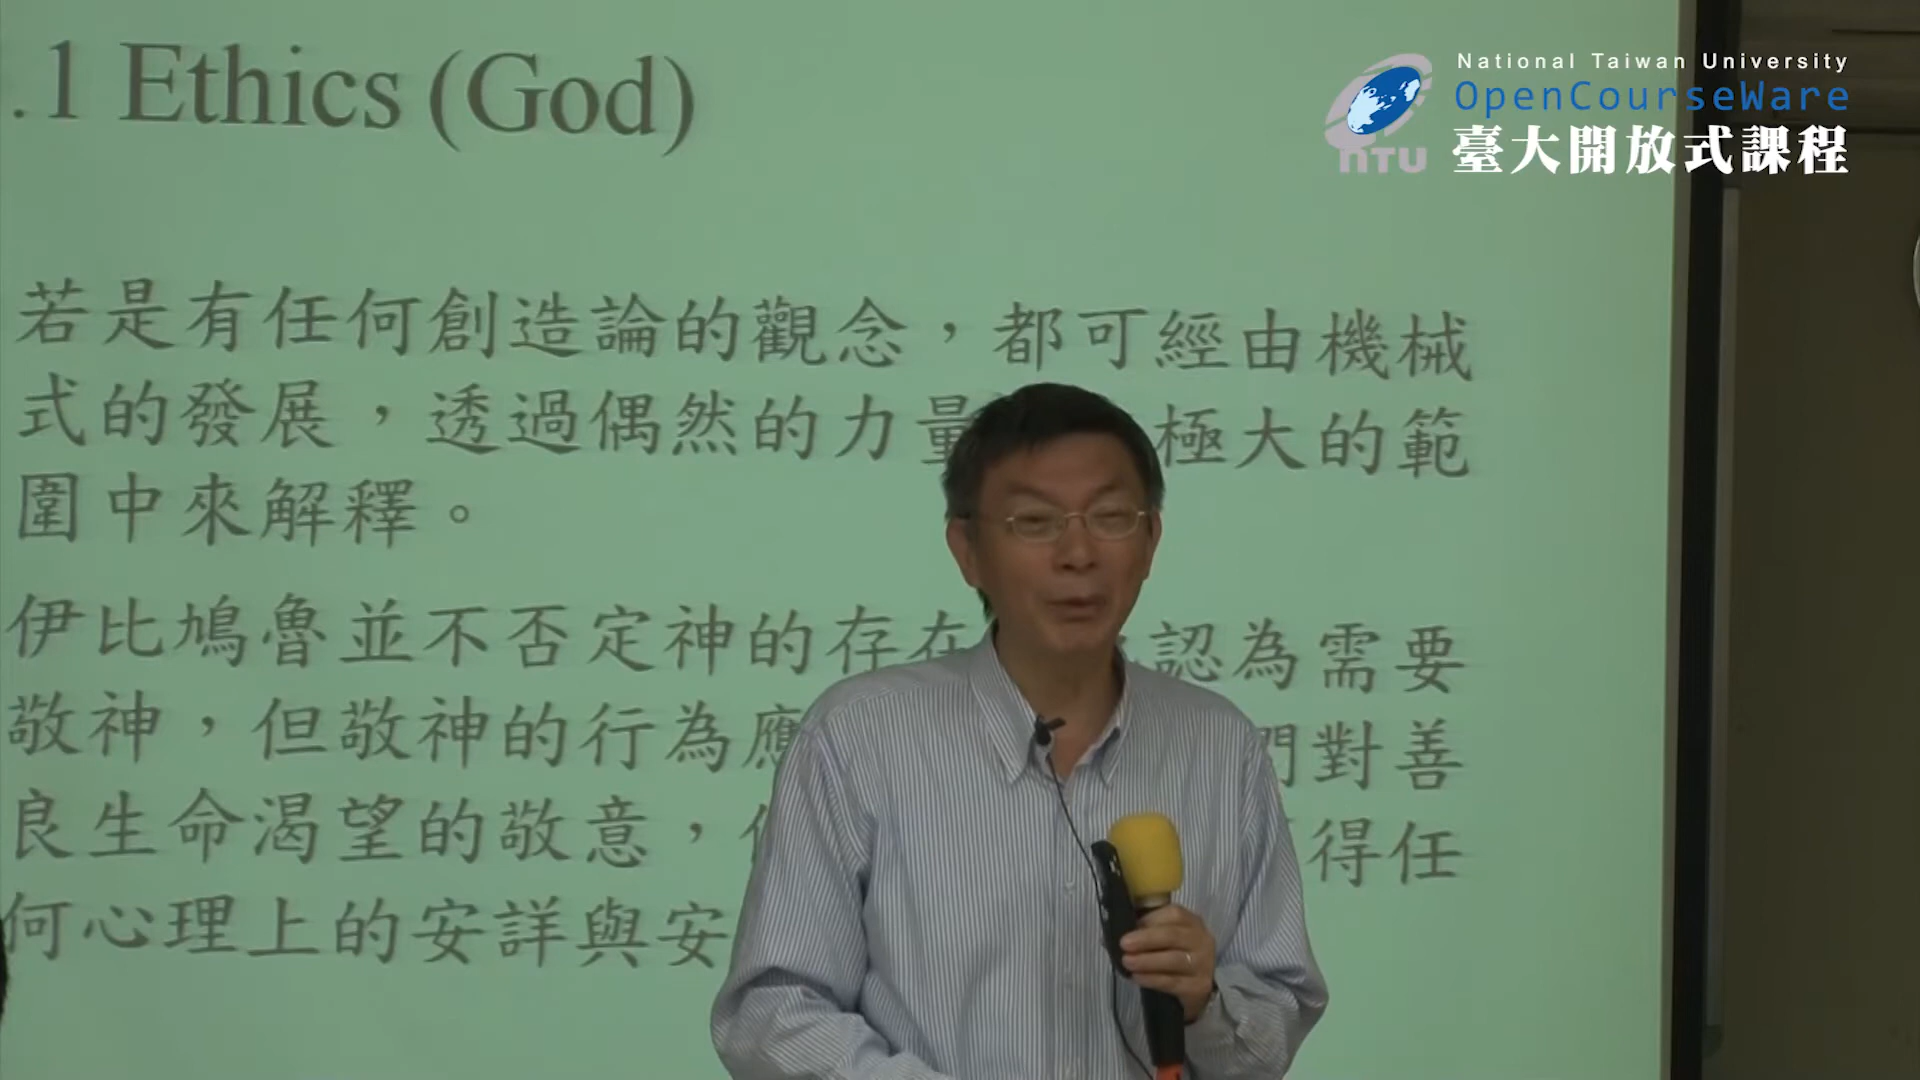 .1 Ethics (God)
National Taiwan University
OpenCourseWare
臺大開放式課程
NTU
若是有任何創造論的觀念，都可經由機械
式的發展，透過偶然的力量 極大的範
圍中來解釋。
伊比鳩魯並不否定神的存在 認為需要
敬神，但敬神的行為應 們對善
良生命渴望的敬意， 得任
何心理上的安詳與安